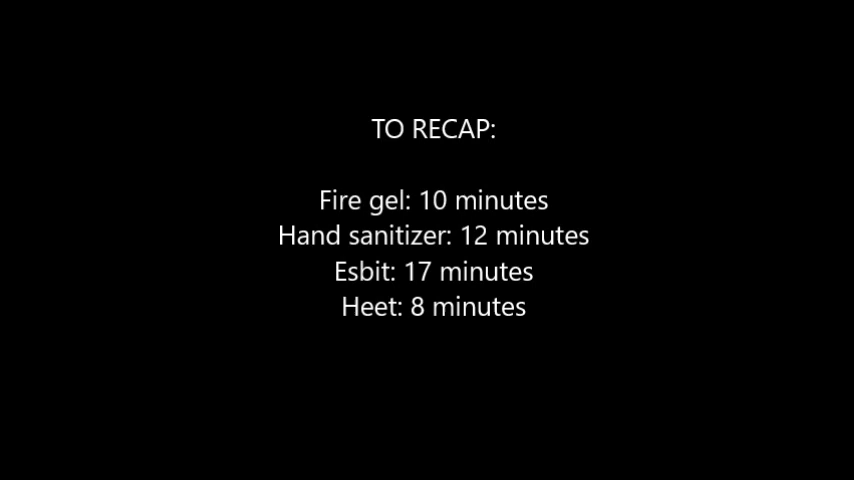 TO RECAP:
Fire gel: 10 minutes
Hand sanitizer: 12 minutes
Esbit: 17 minutes
Heet: 8 minutes